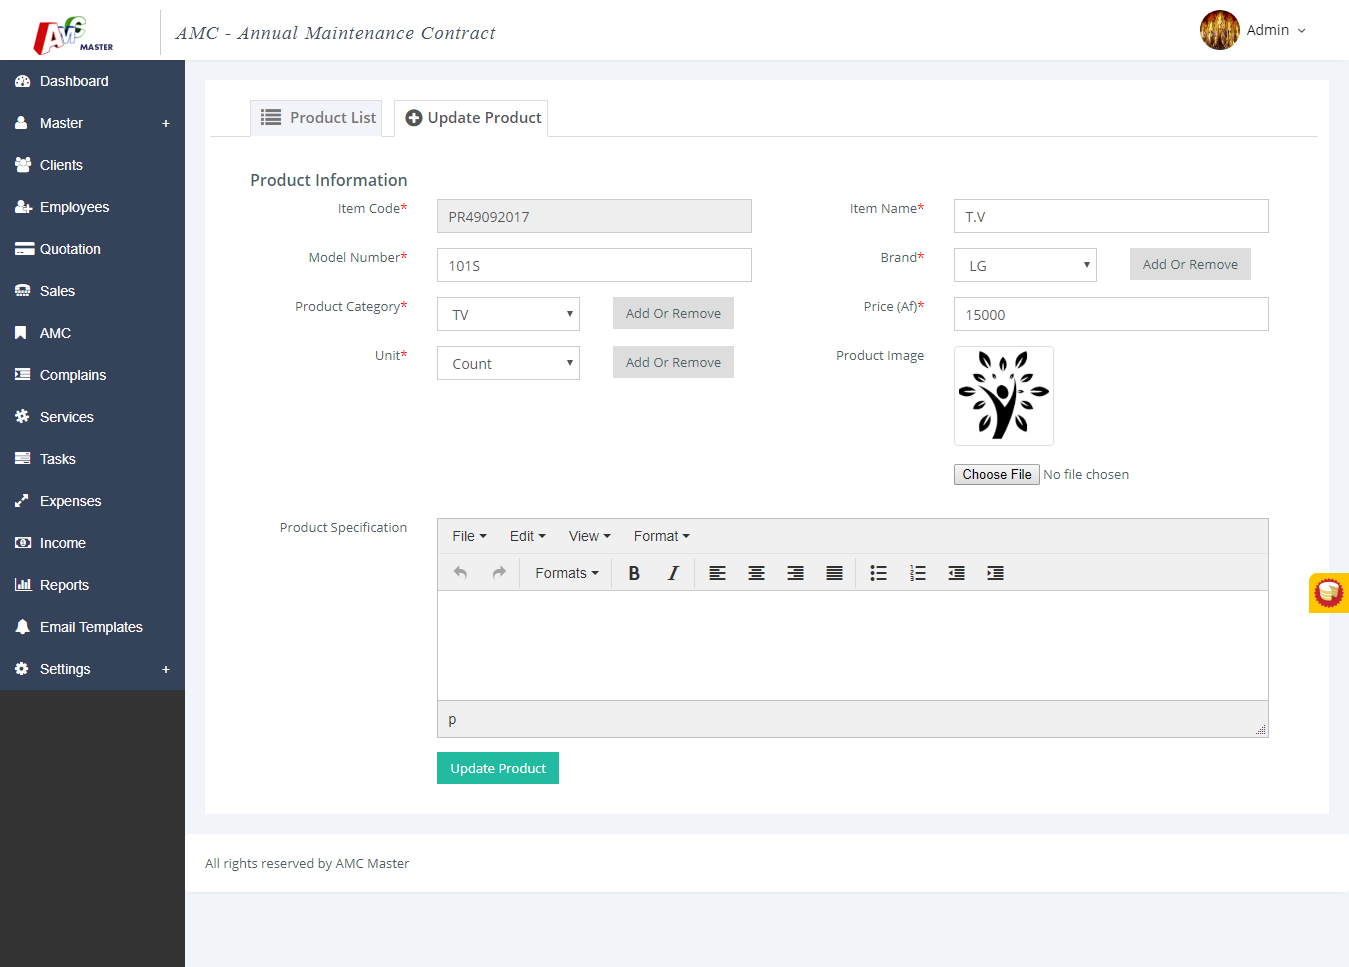 AMC MASTER
AMC - Annual Maintenance Contract
Admin
Dashboard
Master +
Clients
Employees
Quotation
Sales
AMC
Complains
Services
Tasks
Expenses
Income
Reports
Email Templates
Settings +
Product List
Update Product
Product Information
Item Code*
PR49092017
Item Name*
T.V
Model Number*
101S
Brand*
LG
Add Or Remove
Product Category*
TV
Add Or Remove
Price (Af)*
15000
Unit*
Count
Add Or Remove
Product Image
Choose File No file chosen
Product Specification
File Edit View Format
Formats B I
p
Update Product
All rights reserved by AMC Master